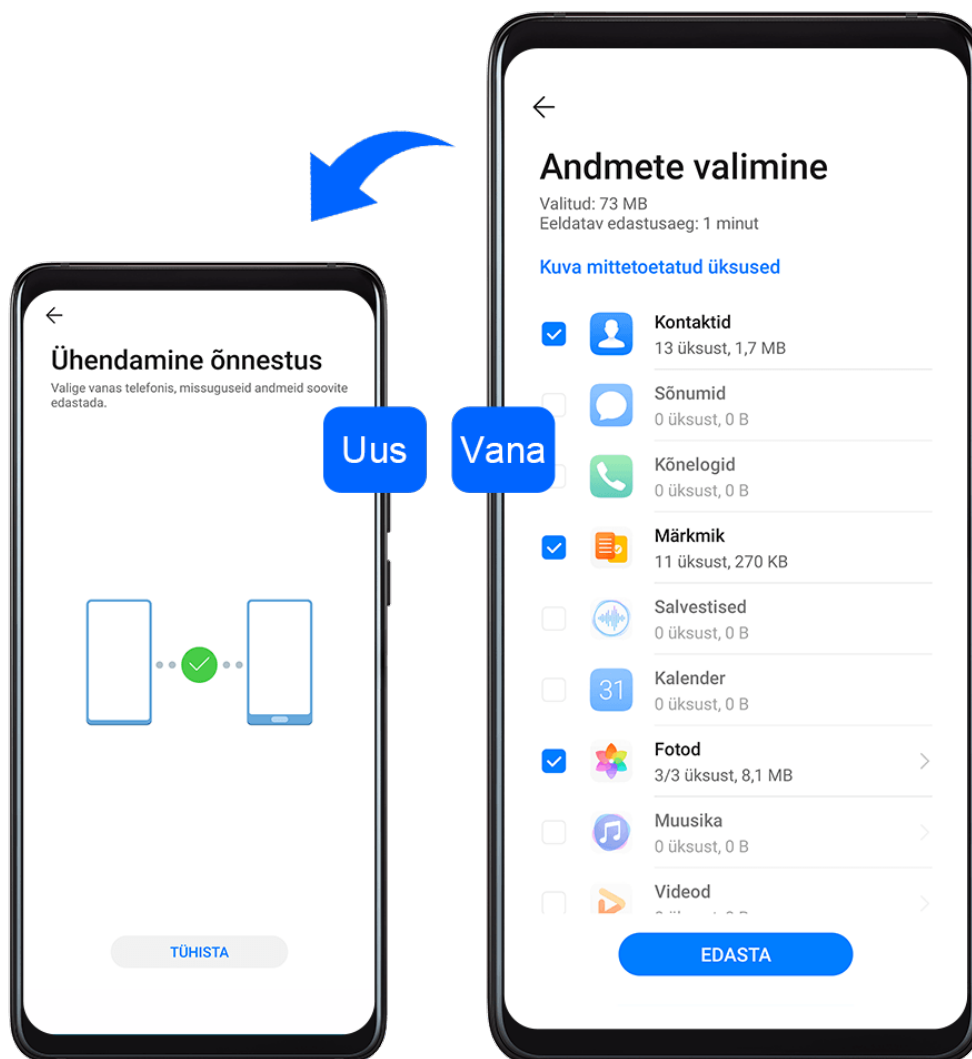 Ühendamine õnnestus
Valige vanas telefonis, missuguseid andmeid soovite
edastada.
Uus
TÜHISTA
Vana
Andmete valimine
Valitud: 73 MB
Eeldatav edastusaeg: 1 minut
Kuva mittetoetatud üksused
Kontaktid
13 üksust, 1,7 MB
Sõnumid
0 üksust, 0 B
Kõnelogid
0 üksust, 0 B
Märkmik
11 üksust, 270 KB
Salvestised
0 üksust, 0 B
31
Kalender
0 üksust, 0 B
Fotod
3/3 üksust, 8,1 MB
Muusika
0 üksust, 0 B
Videod
EDASTA